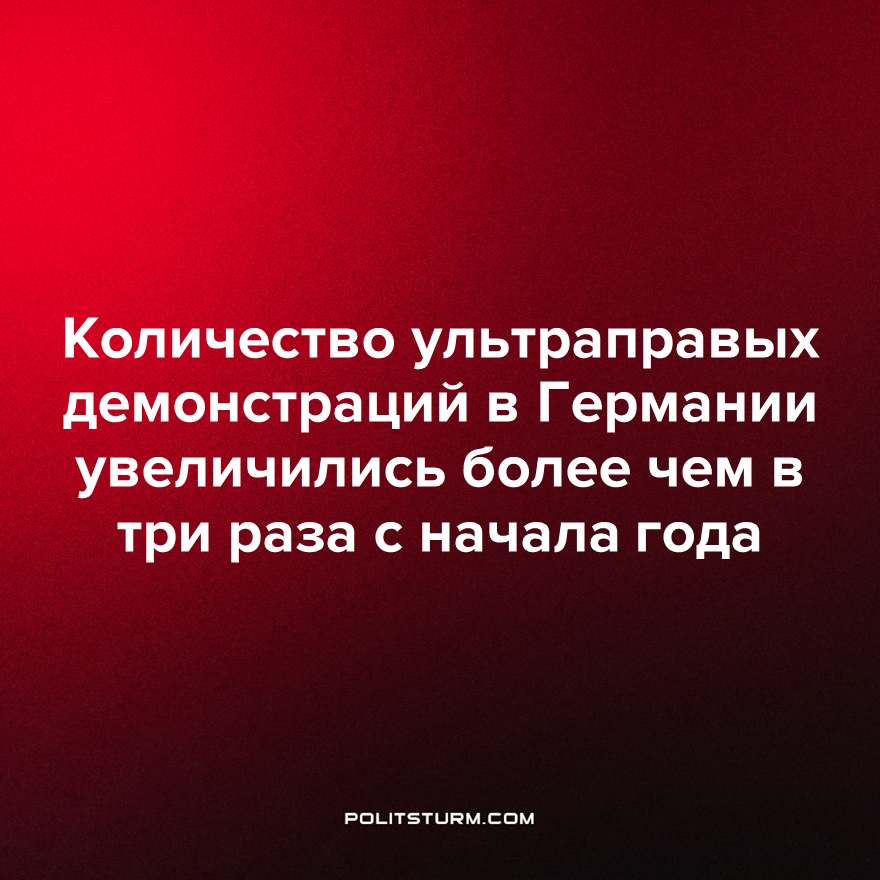 Количество ультраправых
демонстраций в Германии
увеличились более чем в
три раза с начала года
POLITSTURM.COM